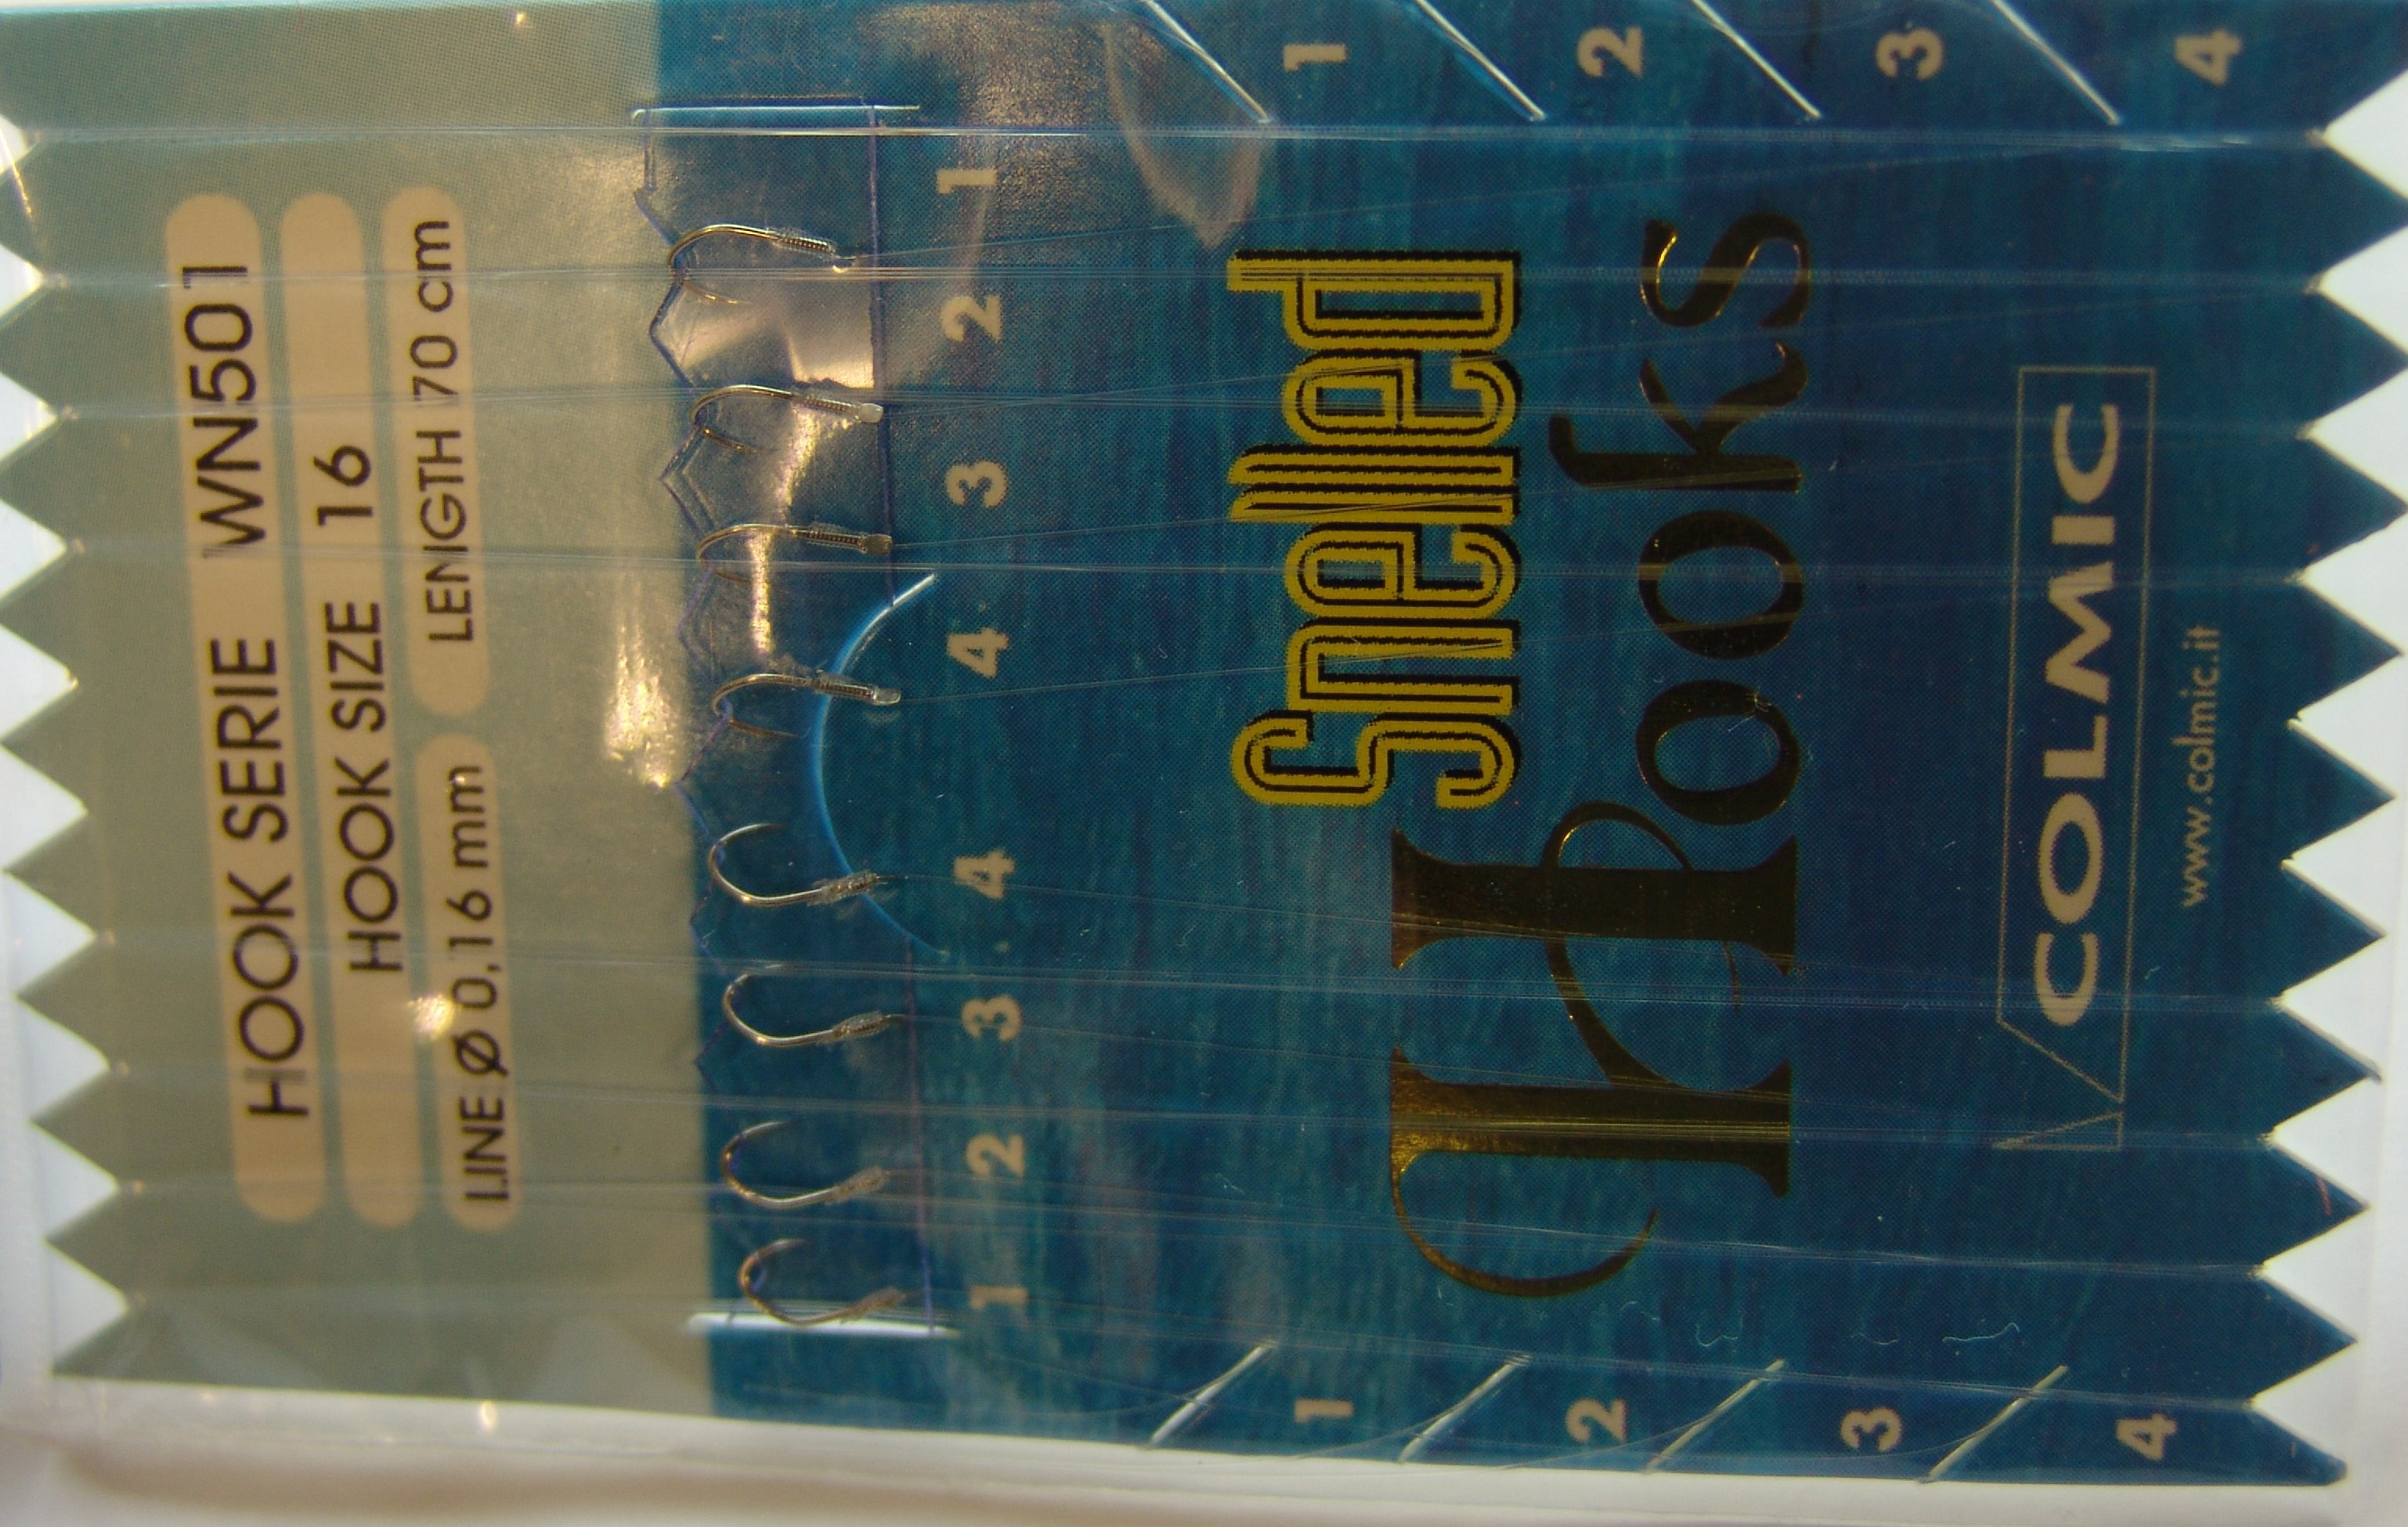 HOOK SERIE WN501
HOOK SIZE 16
LINE Ø 0,16 mm LENGTH 70 cm
1 2 3 4 4 3 2 1
Snelled
Hooks
COLMIC
www.colmic.it
1 2 3 4
1 2 3 4